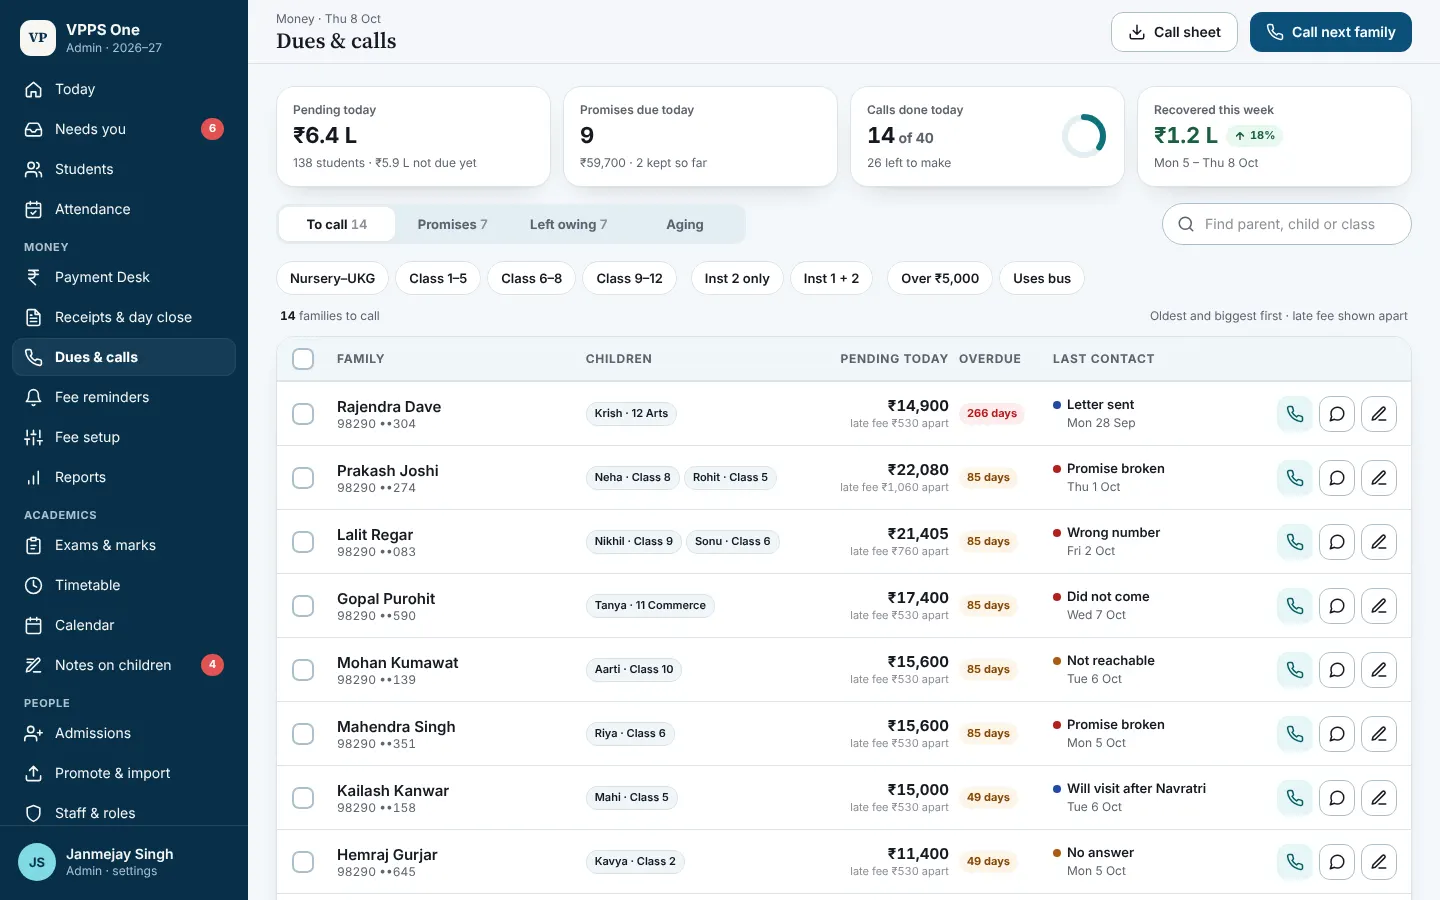 VP
VPPS One
Admin · 2026–27
Today
Needs you 6
Students
Attendance
MONEY
Payment Desk
Receipts & day close
Dues & calls
Fee reminders
Fee setup
Reports
ACADEMICS
Exams & marks
Timetable
Calendar
Notes on children 4
PEOPLE
Admissions
Promote & import
Staff & roles
JS
Janmejay Singh
Admin · settings
Money · Thu 8 Oct
Dues & calls
Call sheet
Call next family
Pending today
₹6.4 L
138 students · ₹5.9 L not due yet
Promises due today
9
₹59,700 · 2 kept so far
Calls done today
14 of 40
26 left to make
Recovered this week
₹1.2 L ↑ 18%
Mon 5 – Thu 8 Oct
To call 14 Promises 7 Left owing 7 Aging
Find parent, child or class
Nursery–UKG Class 1–5 Class 6–8 Class 9–12 Inst 2 only Inst 1 + 2 Over ₹5,000 Uses bus
14 families to call
Oldest and biggest first · late fee shown apart
FAMILY CHILDREN PENDING TODAY OVERDUE LAST CONTACT
Rajendra Dave
98290 ••304
Krish · 12 Arts
₹14,900
late fee ₹530 apart
266 days
Letter sent
Mon 28 Sep
Prakash Joshi
98290 ••274
Neha · Class 8 Rohit · Class 5
₹22,080
late fee ₹1,060 apart
85 days
Promise broken
Thu 1 Oct
Lalit Regar
98290 ••083
Nikhil · Class 9 Sonu · Class 6
₹21,405
late fee ₹760 apart
85 days
Wrong number
Fri 2 Oct
Gopal Purohit
98290 ••590
Tanya · 11 Commerce
₹17,400
late fee ₹530 apart
85 days
Did not come
Wed 7 Oct
Mohan Kumawat
98290 ••139
Aarti · Class 10
₹15,600
late fee ₹530 apart
85 days
Not reachable
Tue 6 Oct
Mahendra Singh
98290 ••351
Riya · Class 6
₹15,600
late fee ₹530 apart
85 days
Promise broken
Mon 5 Oct
Kailash Kanwar
98290 ••158
Mahi · Class 5
₹15,000
late fee ₹530 apart
49 days
Will visit after Navratri
Tue 6 Oct
Hemraj Gurjar
98290 ••645
Kavya · Class 2
₹11,400
late fee ₹530 apart
49 days
No answer
Mon 5 Oct